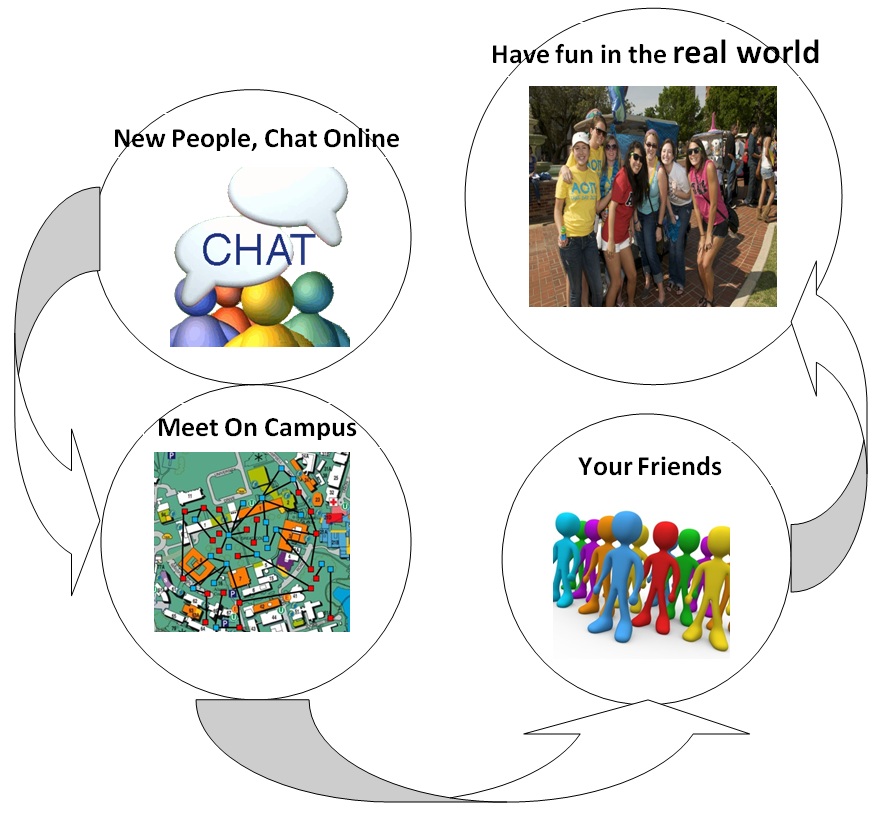 Have fun in the real world
New People, Chat Online
CHAT
Meet On Campus
P
P
P
Your Friends